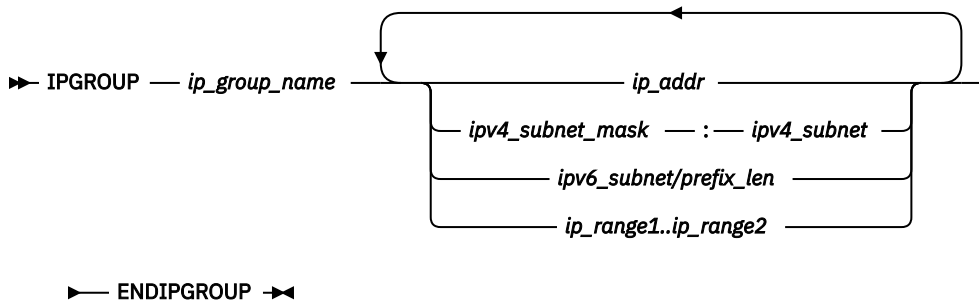 IPGROUP ip_group_name ip_addr
ipv4_subnet_mask : ipv4_subnet
ipv6_subnet/prefix_len
ip_range1..ip_range2
ENDIPGROUP